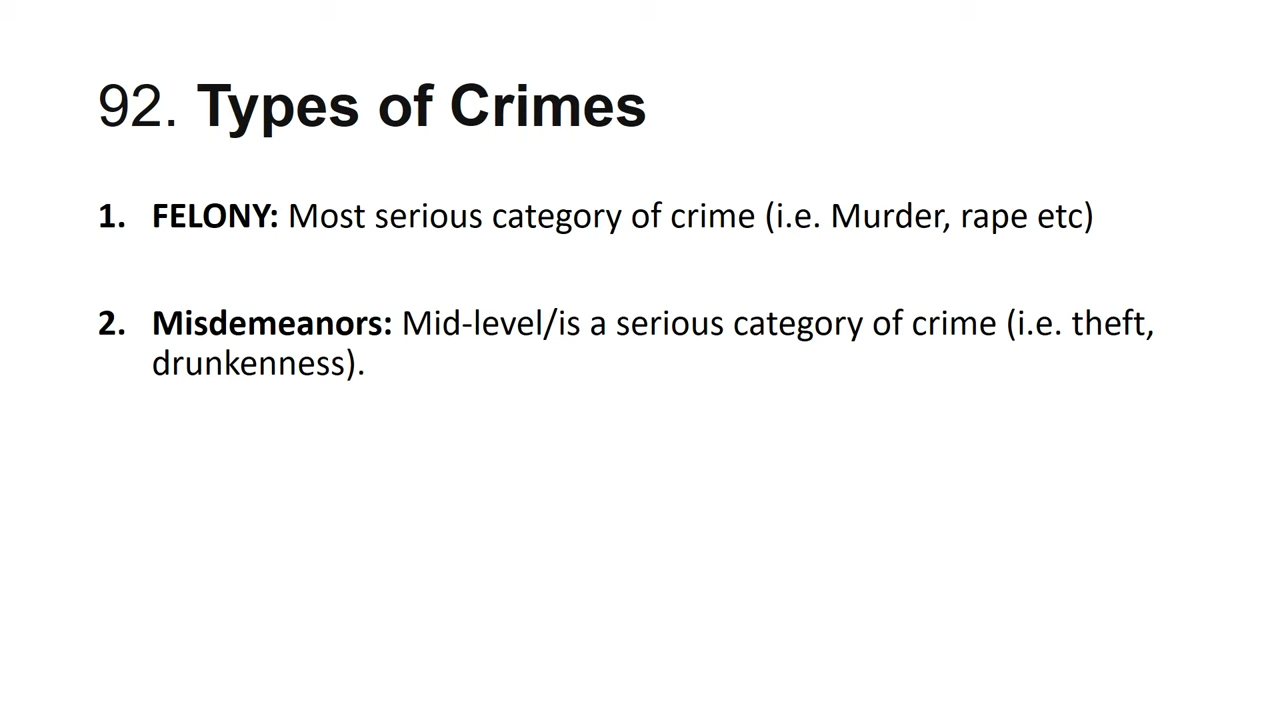 92. Types of Crimes
1. FELONY: Most serious category of crime (i.e. Murder, rape etc)
2. Misdemeanors: Mid-level/is a serious category of crime (i.e. theft,
drunkenness).